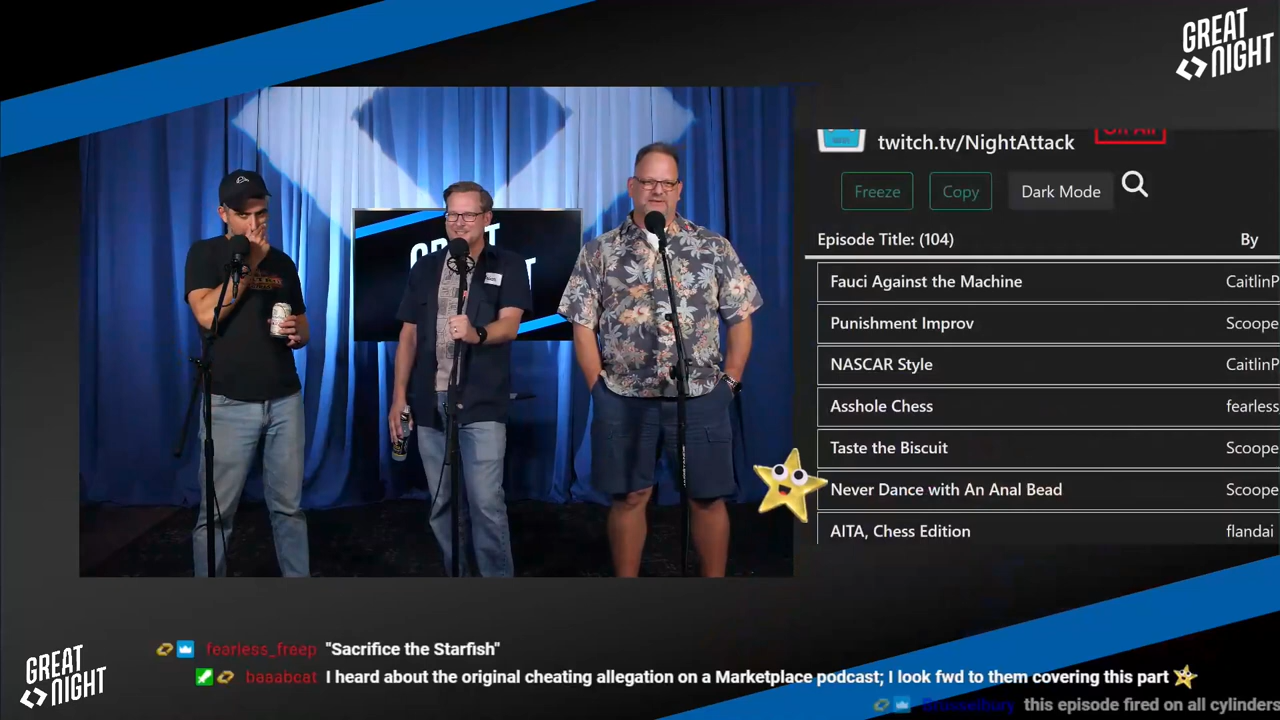 GREAT
NIGHT
twitch.tv/NightAttack
On Air
Freeze
Copy
Dark Mode
Episode Title: (104)
By
Fauci Against the Machine
CaitlinP
Punishment Improv
Scoope
NASCAR Style
CaitlinP
Asshole Chess
fearless
Taste the Biscuit
Scoope
Never Dance with An Anal Bead
Scoope
AITA, Chess Edition
flandai
fearless_freep "Sacrifice the Starfish"
baaabcat I heard about the original cheating allegation on a Marketplace podcast; I look fwd to them covering this part
this episode fired on all cylinders
GREAT
NIGHT